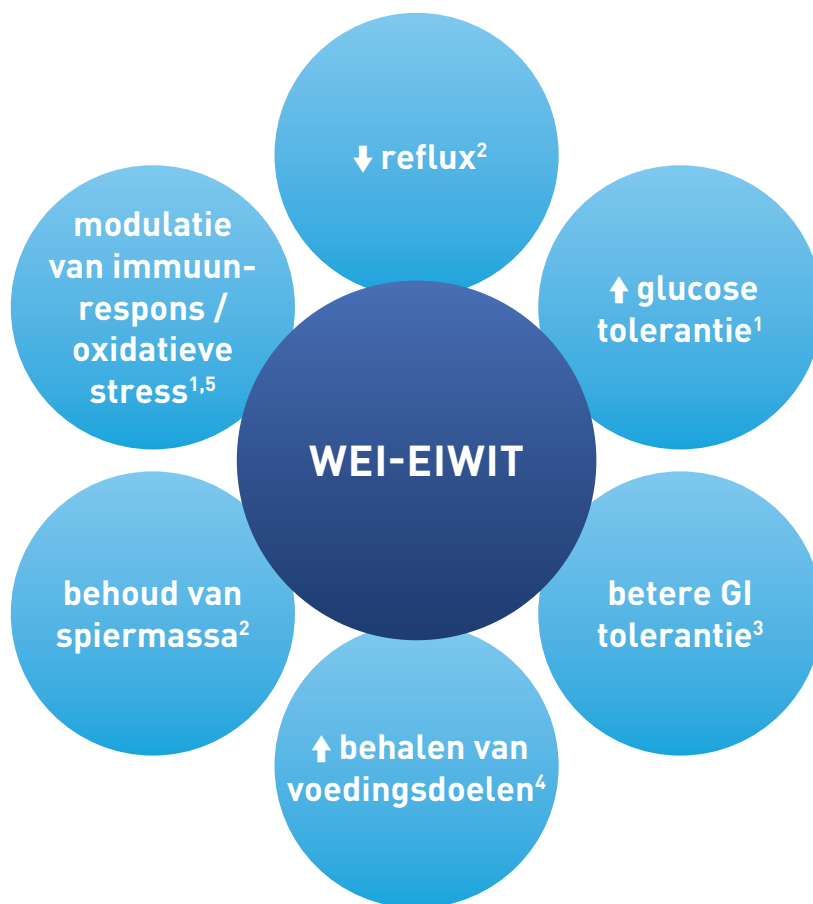 ⬇ reflux²
modulatie
van immuun-
respons /
oxidatieve
stress¹,⁵
⬆ glucose
tolerantie¹
WEI-EIWIT
behoud van
spiermassa²
betere GI
tolerantie³
⬆ behalen van
voedingsdoelen⁴